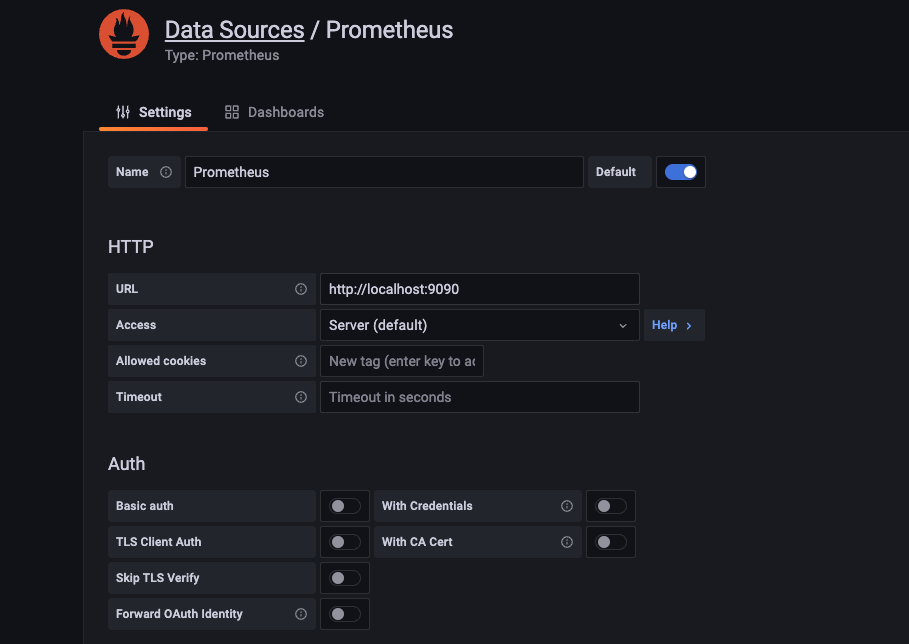 Data Sources / Prometheus
Type: Prometheus
Settings Dashboards
Name Prometheus Default
HTTP
URL http://localhost:9090
Access Server (default) Help
Allowed cookies New tag (enter key to ac
Timeout Timeout in seconds
Auth
Basic auth With Credentials
TLS Client Auth With CA Cert
Skip TLS Verify
Forward OAuth Identity